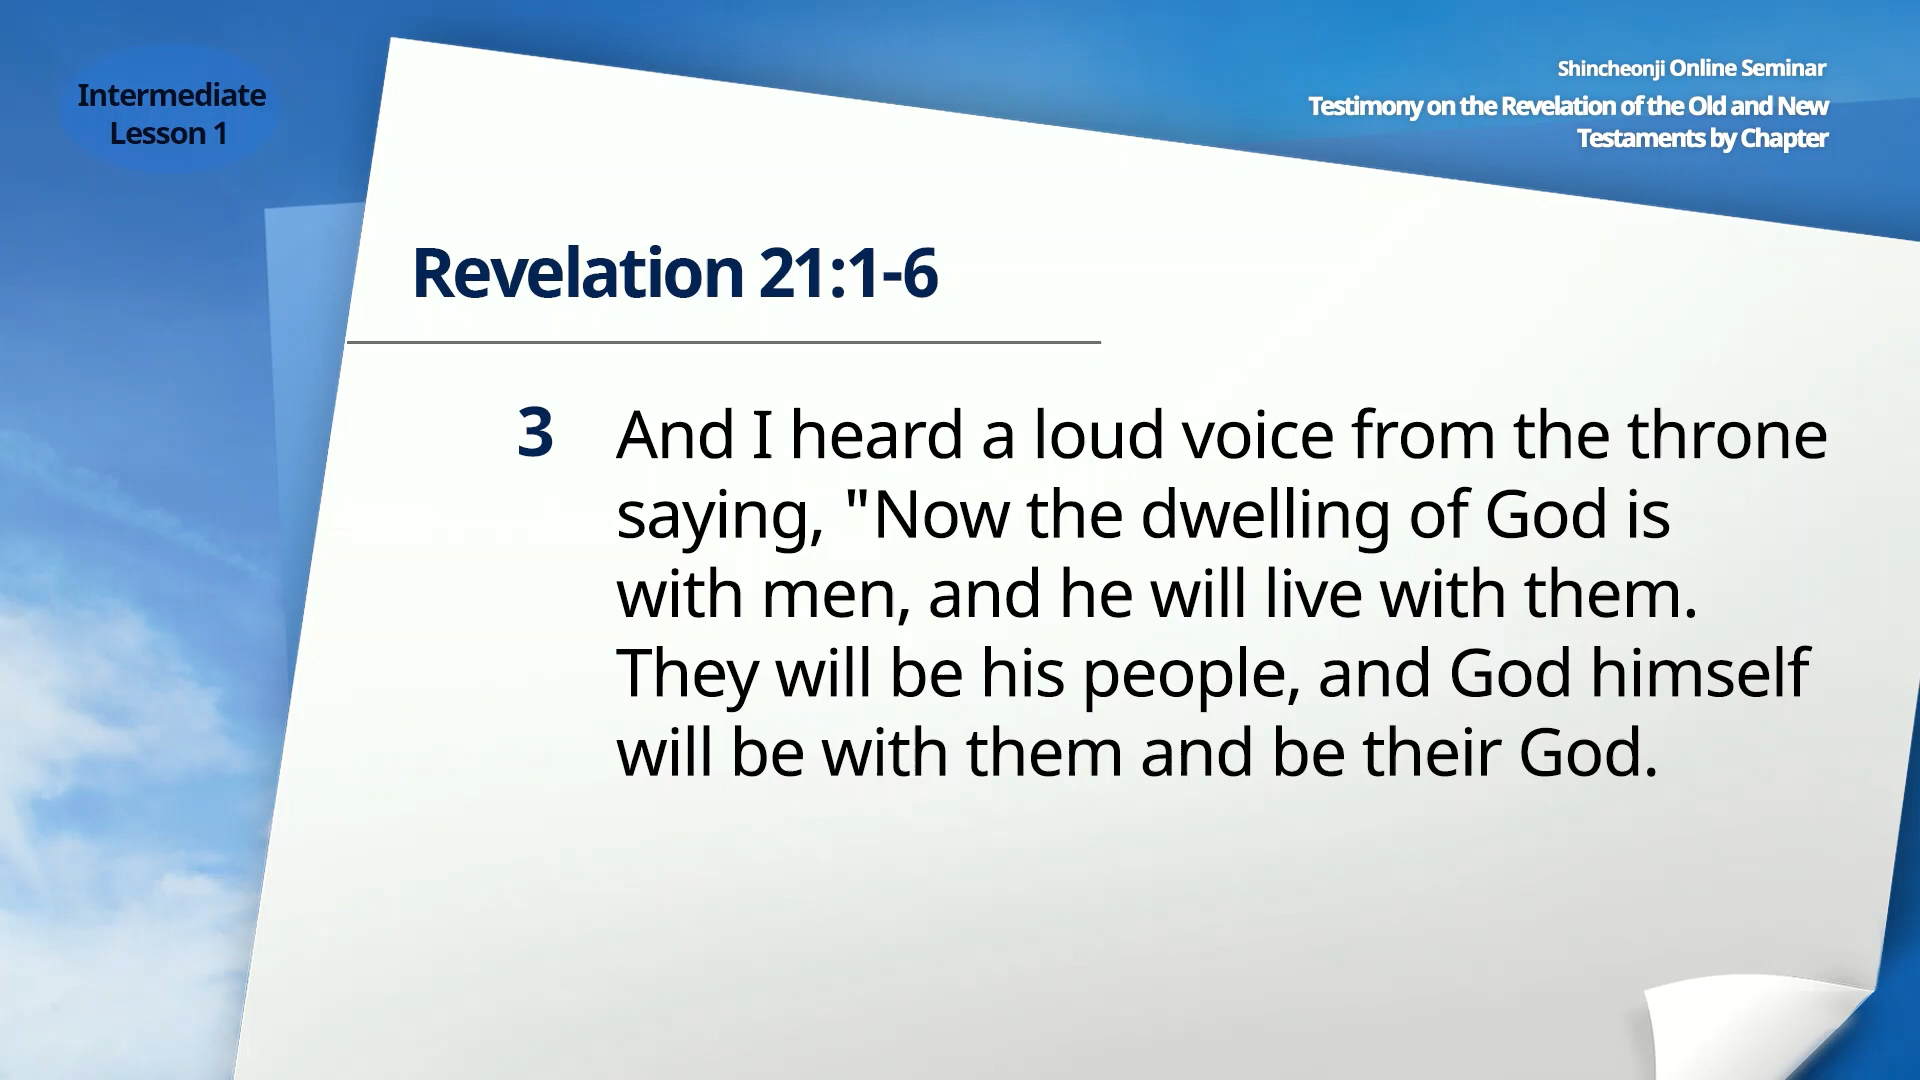 Intermediate
Lesson 1
Shincheonji Online Seminar
Testimony on the Revelation of the Old and New
Testaments by Chapter
Revelation 21:1-6
3 And I heard a loud voice from the throne
saying, "Now the dwelling of God is
with men, and he will live with them.
They will be his people, and God himself
will be with them and be their God.